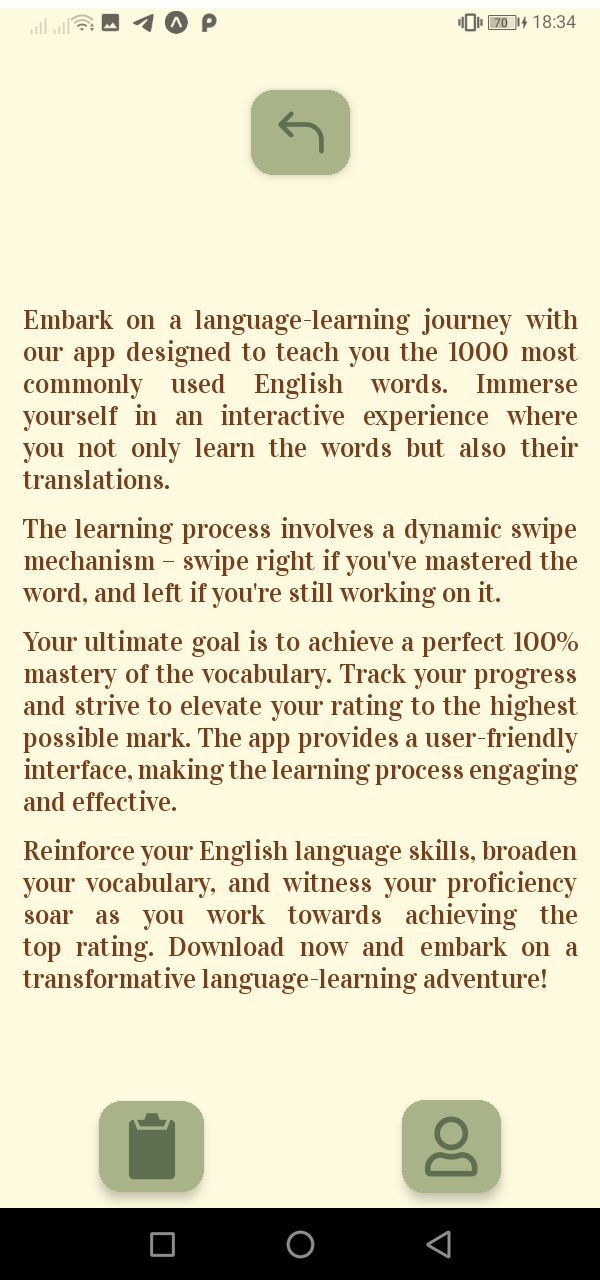 70 18:34
Embark on a language-learning journey with
our app designed to teach you the 1000 most
commonly used English words. Immerse
yourself in an interactive experience where
you not only learn the words but also their
translations.
The learning process involves a dynamic swipe
mechanism – swipe right if you've mastered the
word, and left if you're still working on it.
Your ultimate goal is to achieve a perfect 100%
mastery of the vocabulary. Track your progress
and strive to elevate your rating to the highest
possible mark. The app provides a user-friendly
interface, making the learning process engaging
and effective.
Reinforce your English language skills, broaden
your vocabulary, and witness your proficiency
soar as you work towards achieving the
top rating. Download now and embark on a
transformative language-learning adventure!